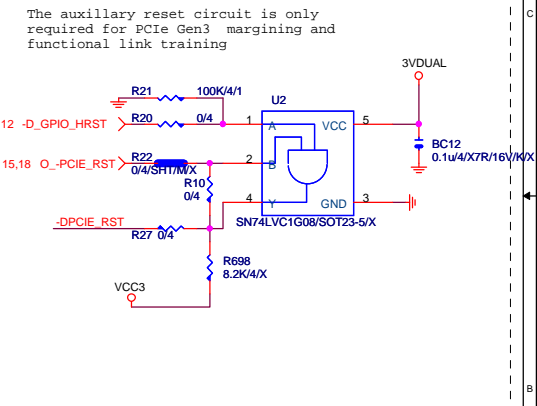 The auxillary reset circuit is only
required for PCIe Gen3 margining and
functional link training
C
3VDUAL
R21 100K/4/1
U2
12 -D_GPIO_HRST R20 0/4 1 A VCC 5
BC12
0.1u/4/X7R/16V/K/X
15,18 O_-PCIE_RST R22 2 B
0/4/SHT/M/X
R10
0/4
4 Y GND 3
-DPCIE_RST
R27 0/4
SN74LVC1G08/SOT23-5/X
R698
8.2K/4/X
VCC3
B